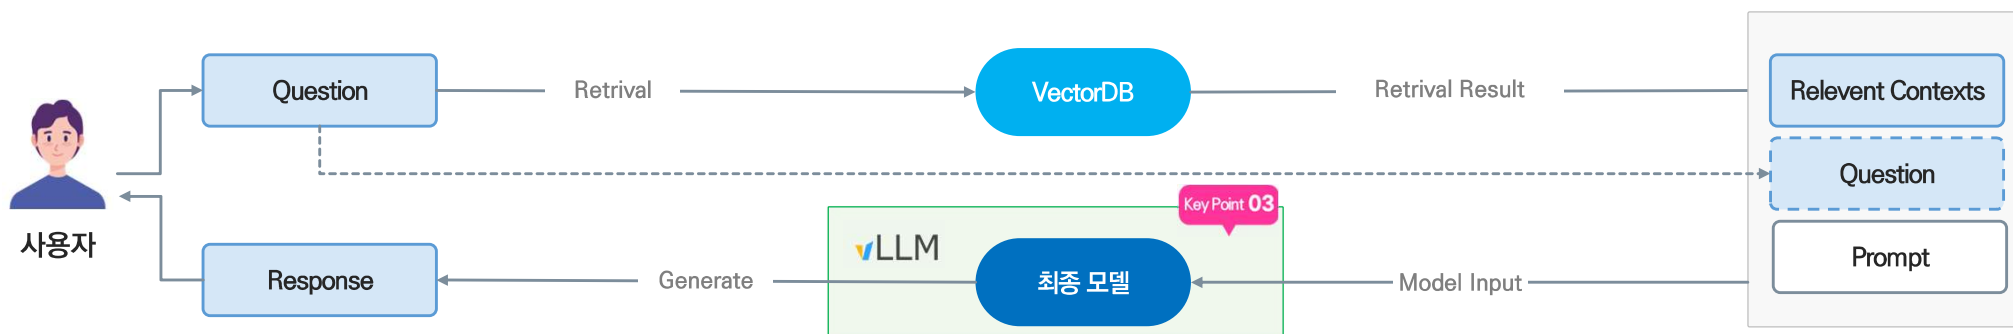 Question
Retrival
VectorDB
Retrival Result
Relevent Contexts
Question
Prompt
사용자
Key Point 03
vLLM
Response
Generate
최종 모델
Model Input